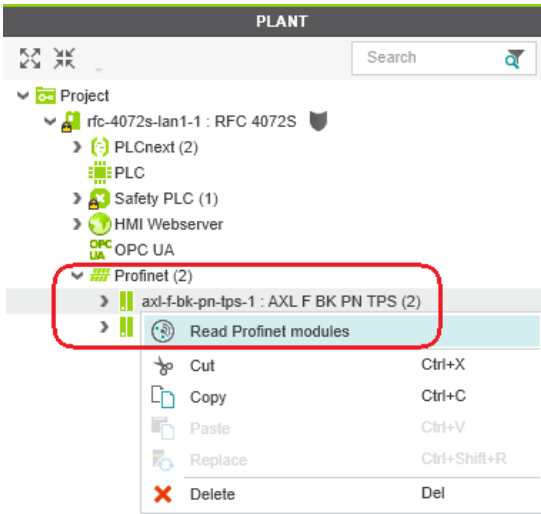 PLANT
Search
Project
rfc-4072s-lan1-1 : RFC 4072S
PLCnext (2)
PLC
Safety PLC (1)
HMI Webserver
OPC UA OPC UA
Profinet (2)
axl-f-bk-pn-tps-1 : AXL F BK PN TPS (2)
Read Profinet modules
Cut Ctrl+X
Copy Ctrl+C
Paste Ctrl+V
Replace Ctrl+Shift+R
Delete Del